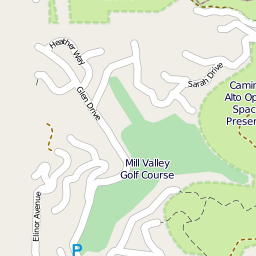 Heather Way
Glen Drive
Sarah Drive
Camin
Alto Op
Spac
Preser
Mill Valley
Golf Course
Elinor Avenue
P